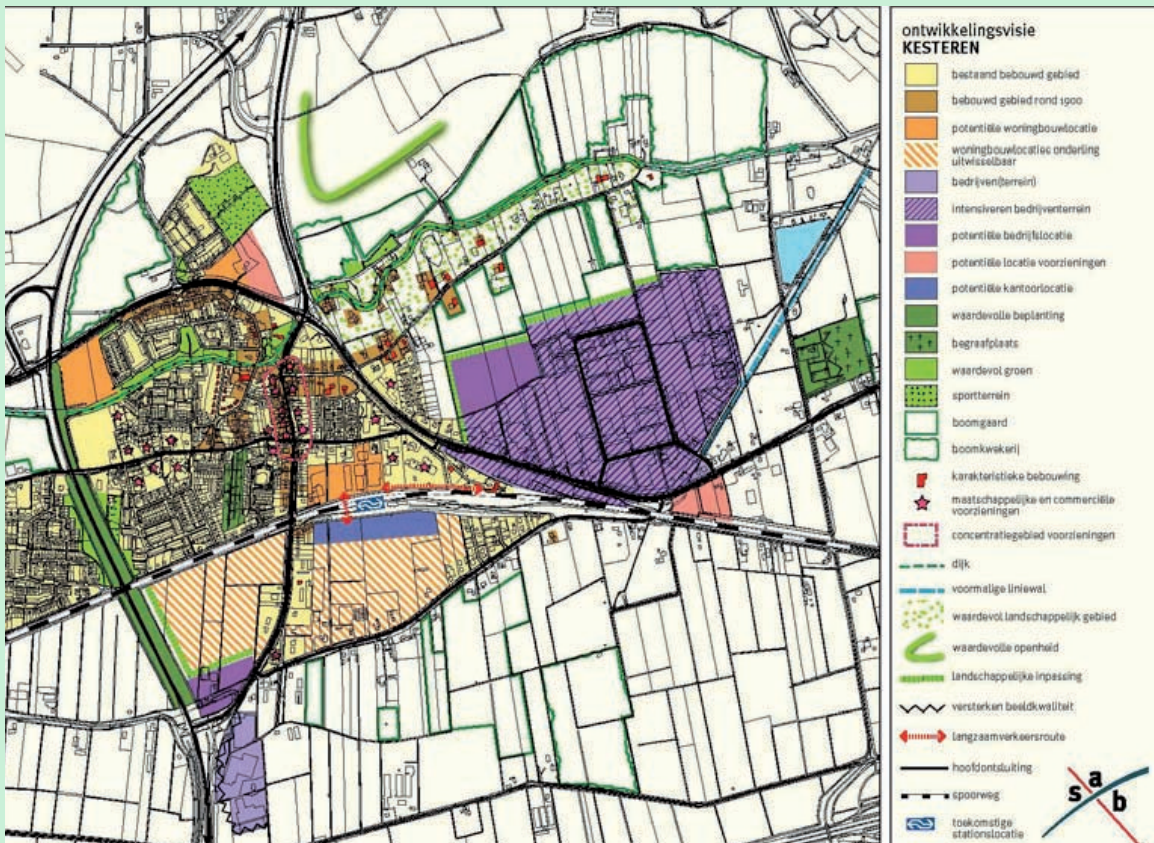 ontwikkelingsvisie
KESTEREN
bestaand bebouwd gebied
bebouwd gebied rond 1900
potentiële woningbouwlocatie
woningbouwlocaties onderling
uitwisselbaar
bedrijven(terrein)
intensiveren bedrijventerrein
potentiële bedrijfslocatie
potentiële locatie voorzieningen
potentiële kantoorlocatie
waardevolle beplanting
begraafplaats
waardevol groen
sportterrein
boomgaard
boomkwekerij
karakteristieke bebouwing
maatschappelijke en commerciële
voorzieningen
concentratiegebied voorzieningen
dijk
voormalige liniewal
waardevol landschappelijk gebied
waardevolle openheid
landschappelijke inpassing
versterken beeldkwaliteit
langzaamverkeersroute
hoofdontsluiting
spoorweg
toekomstige
stationslocatie
s a b